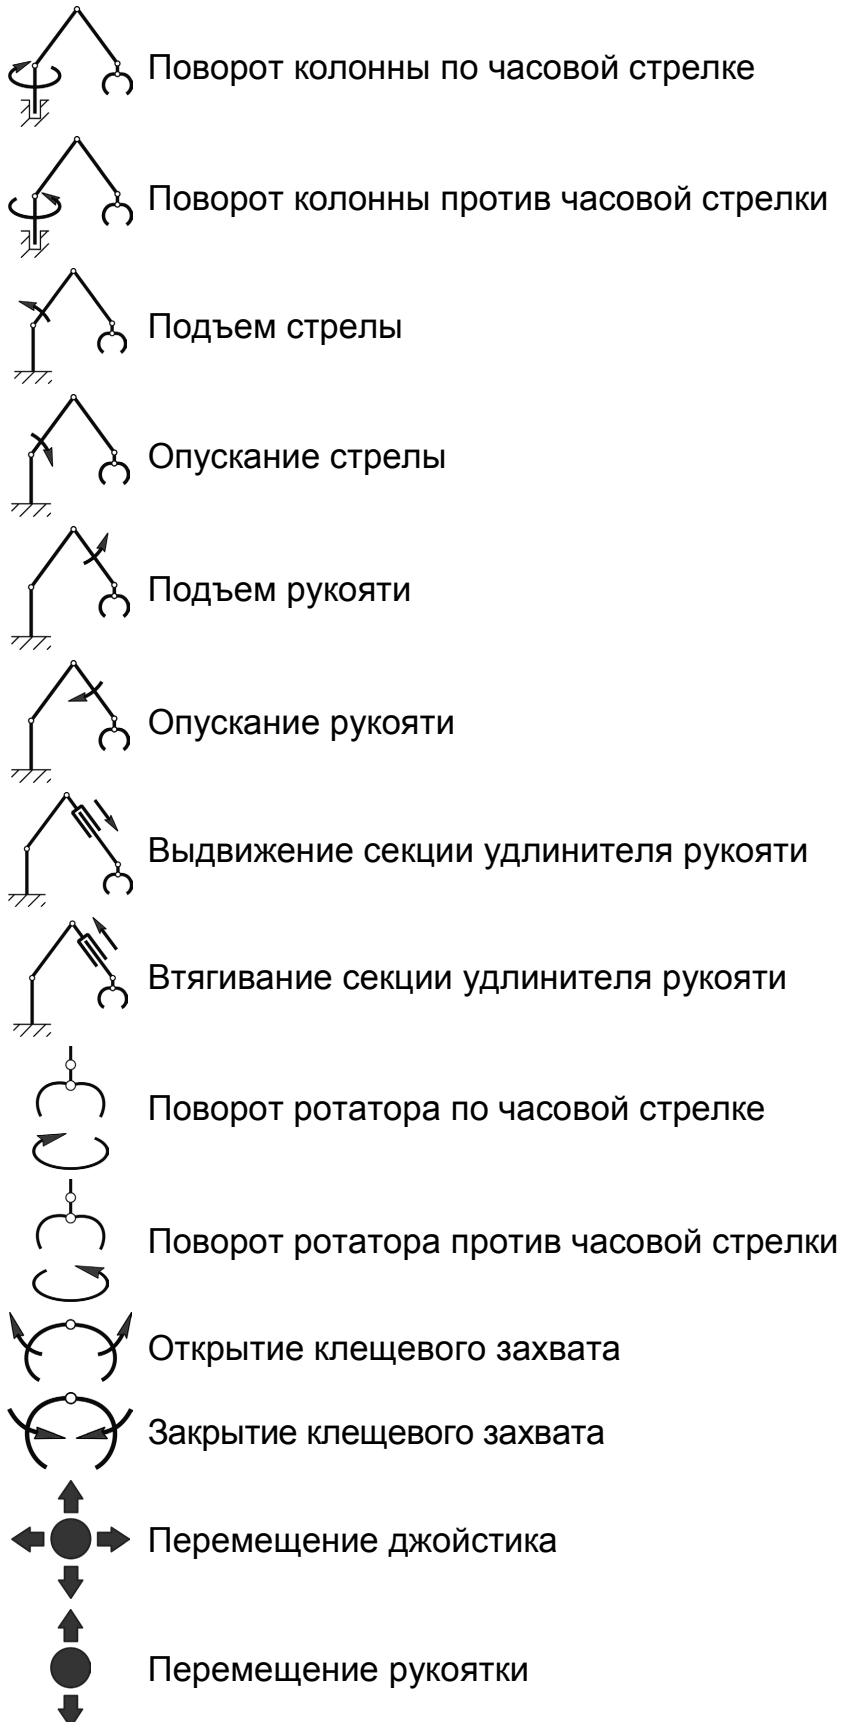 Поворот колонны по часовой стрелке
Поворот колонны против часовой стрелки
Подъем стрелы
Опускание стрелы
Подъем рукояти
Опускание рукояти
Выдвижение секции удлинителя рукояти
Втягивание секции удлинителя рукояти
Поворот ротатора по часовой стрелке
Поворот ротатора против часовой стрелки
Открытие клещевого захвата
Закрытие клещевого захвата
Перемещение джойстика
Перемещение рукоятки